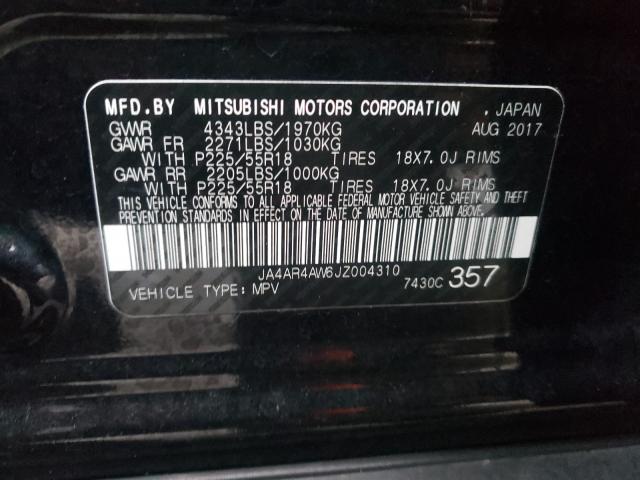 MFD.BY MITSUBISHI MOTORS CORPORATION . JAPAN
GVWR 4343LBS/1970KG AUG 2017
GAWR FR 2271LBS/1030KG
WITH P225/55R18 TIRES 18X7.0J RIMS
GAWR RR 2205LBS/1000KG
WITH P225/55R18 TIRES 18X7.0J RIMS
THIS VEHICLE CONFORMS TO ALL APPLICABLE FEDERAL MOTOR VEHICLE SAFETY AND THEFT
PREVENTION STANDARDS IN EFFECT ON THE DATE OF MANUFACTURE SHOWN ABOVE.
JA4AR4AW6JZ004310
VEHICLE TYPE: MPV 7430C 357